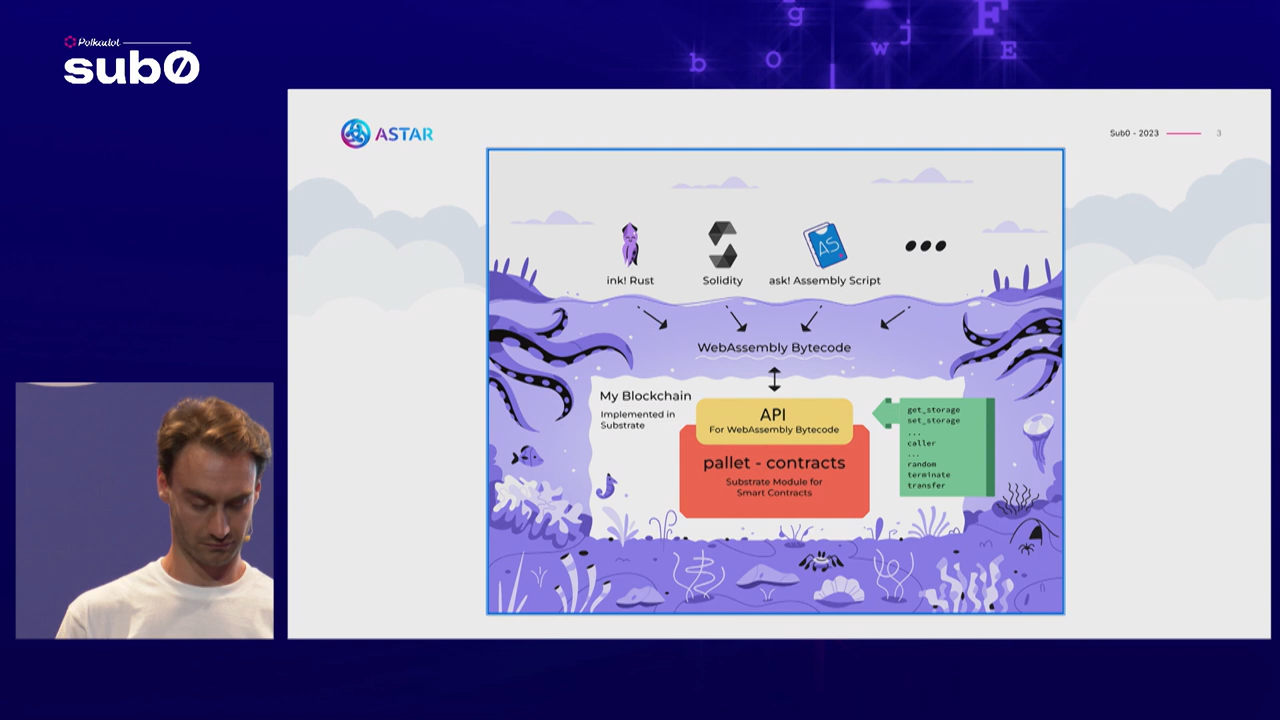 Polkadot
sub0
g
F
j
w
E
b
O
ASTAR
Sub0 - 2023
3
AS
ink! Rust
Solidity
ask! Assembly Script
WebAssembly Bytecode
My Blockchain
Implemented in
Substrate
API
For WebAssembly Bytecode
pallet - contracts
Substrate Module for
Smart Contracts
get_storage
set_storage
...
caller
...
random
terminate
transfer